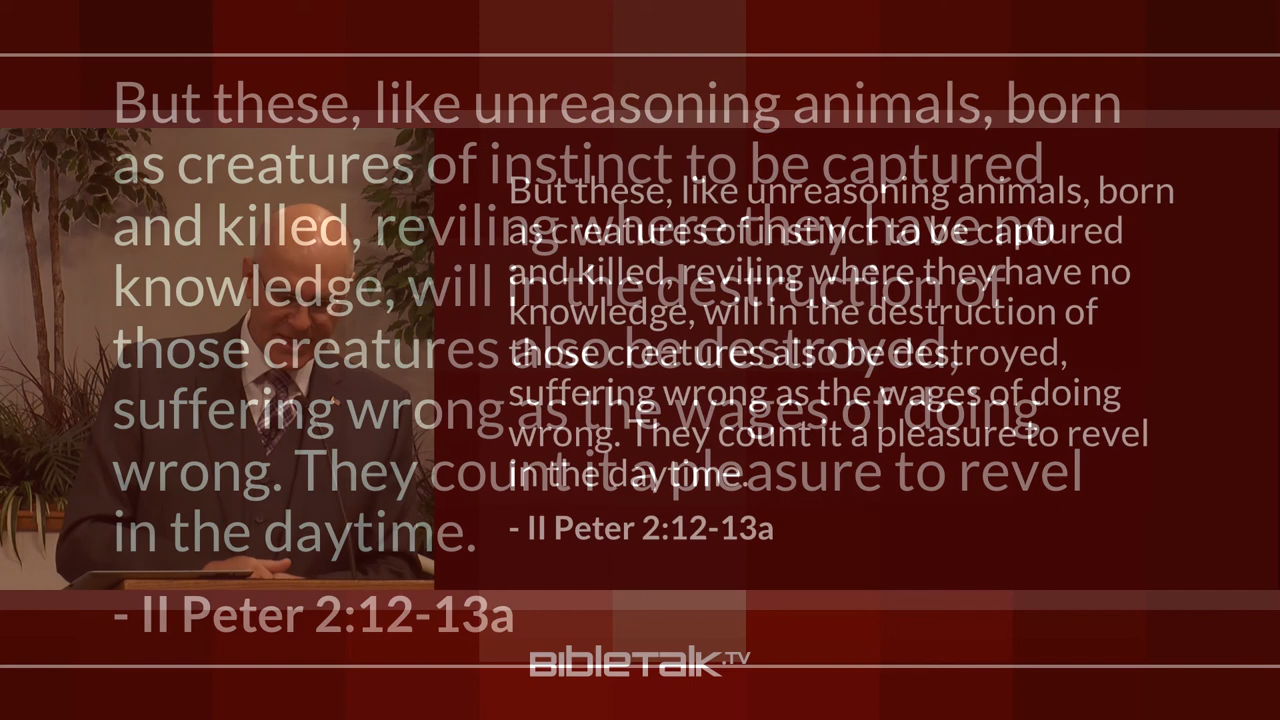 But these, like unreasoning animals, born
as creatures of instinct to be captured
and killed, reviling where they have no
knowledge, will in the destruction of
those creatures also be destroyed,
suffering wrong as the wages of doing
wrong. They count it a pleasure to revel
in the daytime.
- II Peter 2:12-13a
But these, like unreasoning animals, born
as creatures of instinct to be captured
and killed, reviling where they have no
knowledge, will in the destruction of
those creatures also be destroyed,
suffering wrong as the wages of doing
wrong. They count it a pleasure to revel
in the daytime.
- II Peter 2:12-13a
BIBLETALK.TV